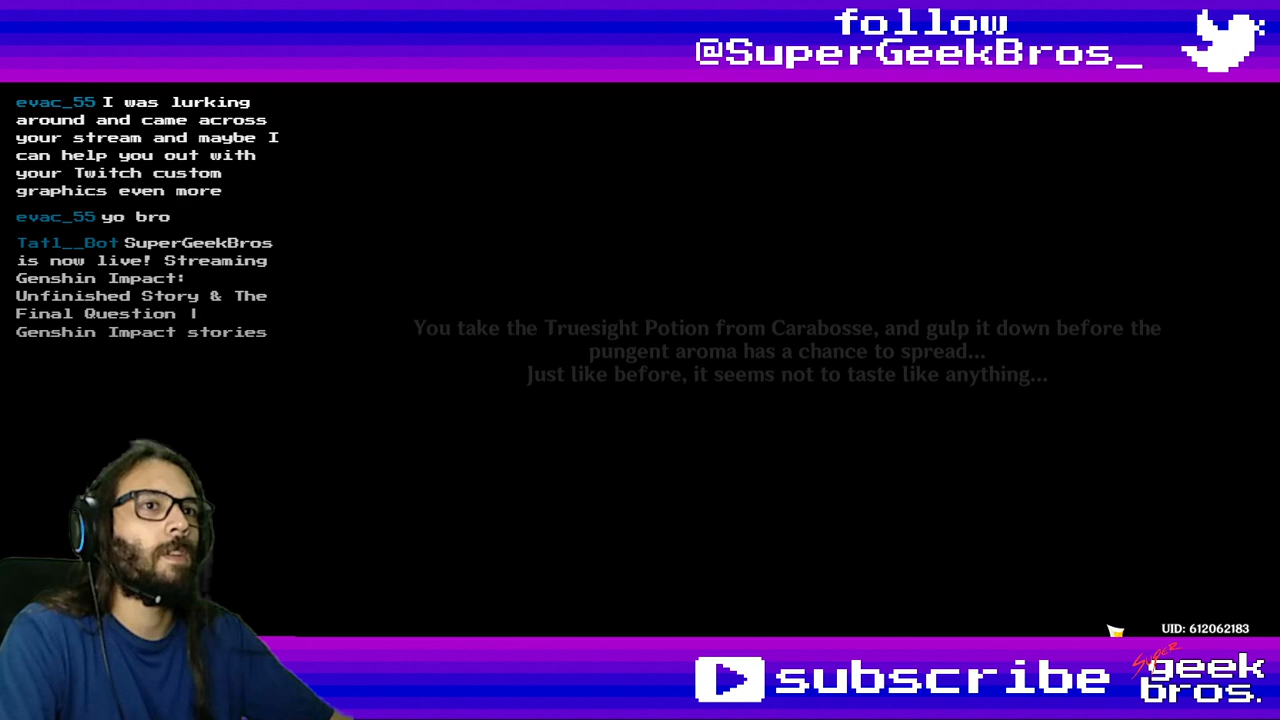 follow
@SuperGeekBros_
evac_55 I was lurking
around and came across
your stream and maybe I
can help you out with
your Twitch custom
graphics even more
evac_55 yo bro
Tatl__Bot SuperGeekBros
is now live! Streaming
Genshin Impact:
Unfinished Story & The
Final Question |
Genshin Impact stories
You take the Truesight Potion from Carabosse, and gulp it down before the
pungent aroma has a chance to spread...
Just like before, it seems not to taste like anything...
UID: 612062183
subscribe
SUPER
geek
bros.